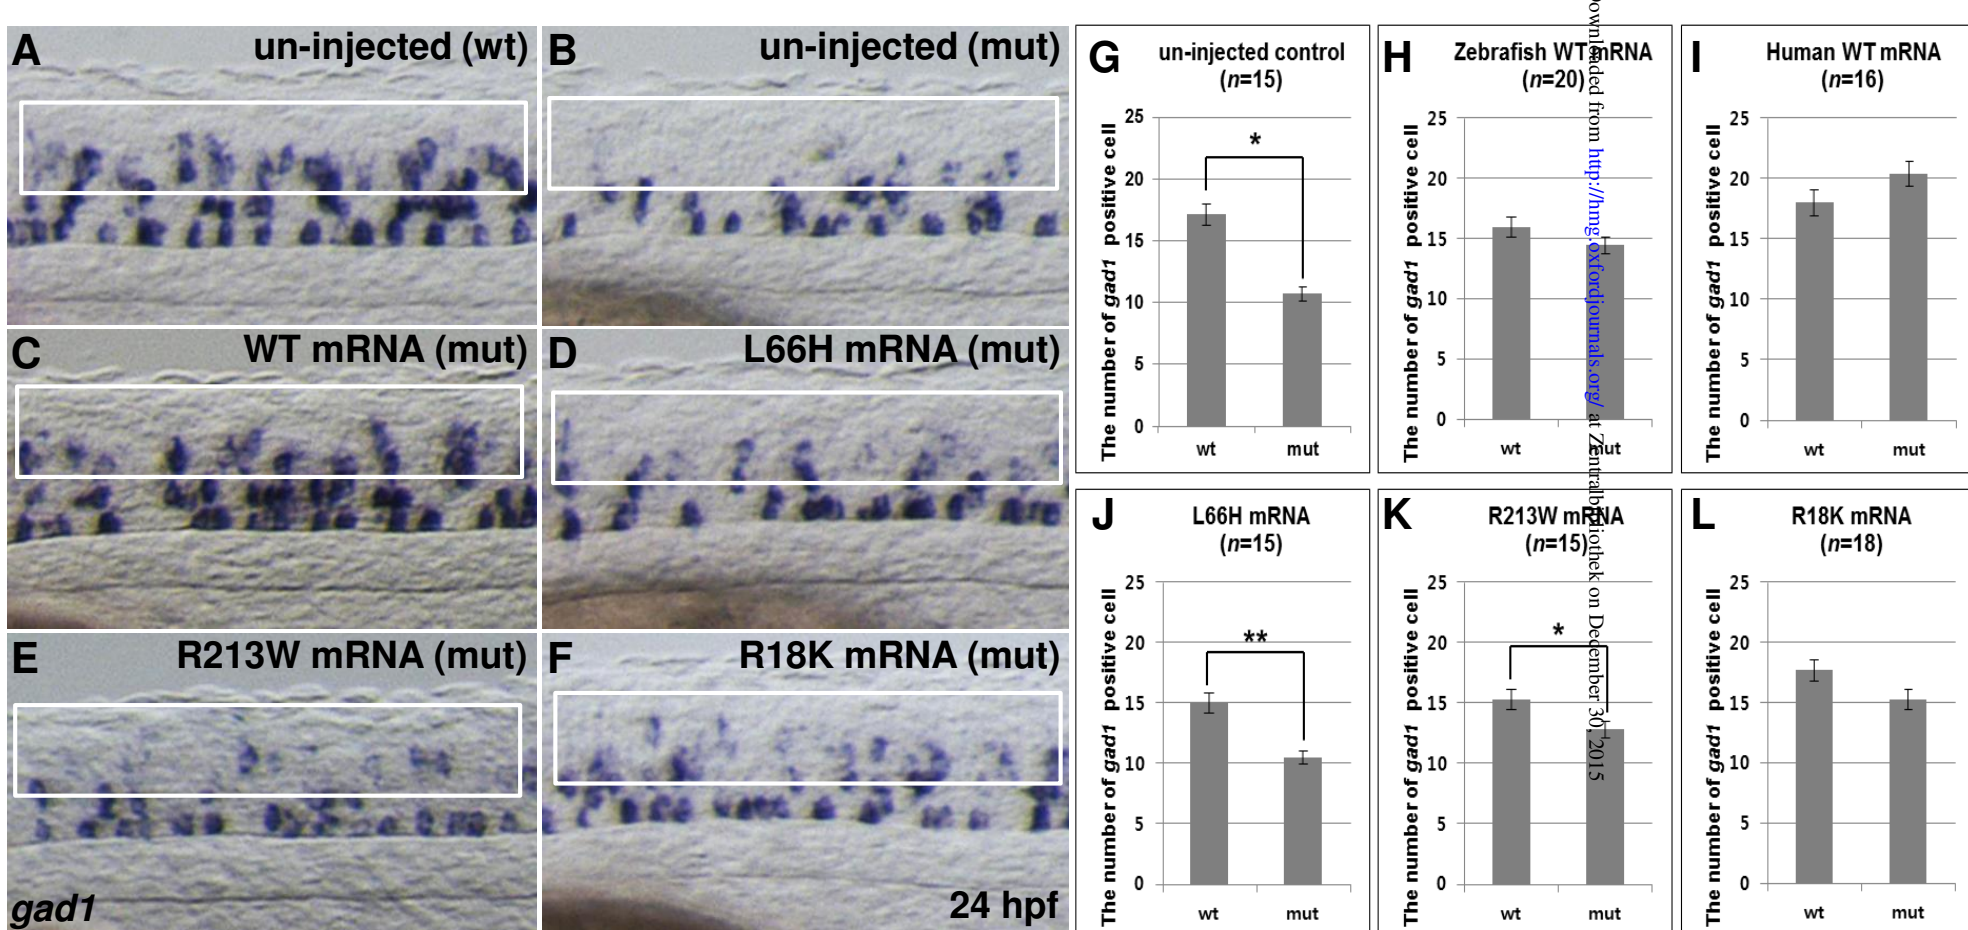 A un-injected (wt)
B un-injected (mut)
C WT mRNA (mut)
D L66H mRNA (mut)
E R213W mRNA (mut)
gad1
F R18K mRNA (mut)
24 hpf
G un-injected control
(n=15)
The number of gad1 positive cell
25
20
15
10
5
0
*
wt mut
H Zebrafish WT mRNA
(n=20)
The number of gad1 positive cell
25
20
15
10
5
0
wt mut
I Human WT mRNA
(n=16)
The number of gad1 positive cell
25
20
15
10
5
0
wt mut
J L66H mRNA
(n=15)
The number of gad1 positive cell
25
20
15
10
5
0
**
wt mut
K R213W mRNA
(n=15)
The number of gad1 positive cell
25
20
15
10
5
0
*
wt mut
L R18K mRNA
(n=18)
The number of gad1 positive cell
25
20
15
10
5
0
wt mut
from http://hmg.oxfordjournals.org/ at Zentralbibliothek on December 30, 2015